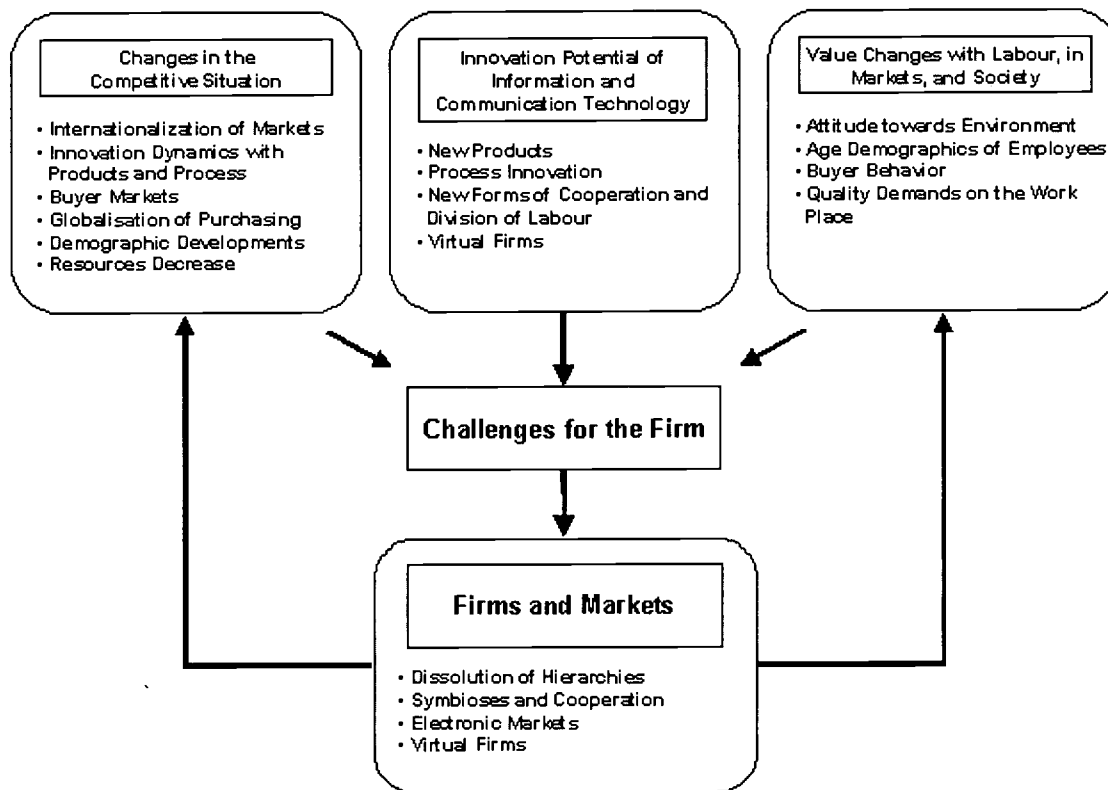 Changes in the
Competitive Situation
• Internationalization of Markets
• Innovation Dynamics with
Products and Process
• Buyer Markets
• Globalisation of Purchasing
• Demographic Developments
• Resources Decrease
Innovation Potential of
Information and
Communication Technology
• New Products
• Process Innovation
• New Forms of Cooperation and
Division of Labour
• Virtual Firms
Value Changes with Labour, in
Markets, and Society
• Attitude towards Environment
• Age Demographics of Employees
• Buyer Behavior
• Quality Demands on the Work
Place
Challenges for the Firm
Firms and Markets
• Dissolution of Hierarchies
• Symbioses and Cooperation
• Electronic Markets
• Virtual Firms